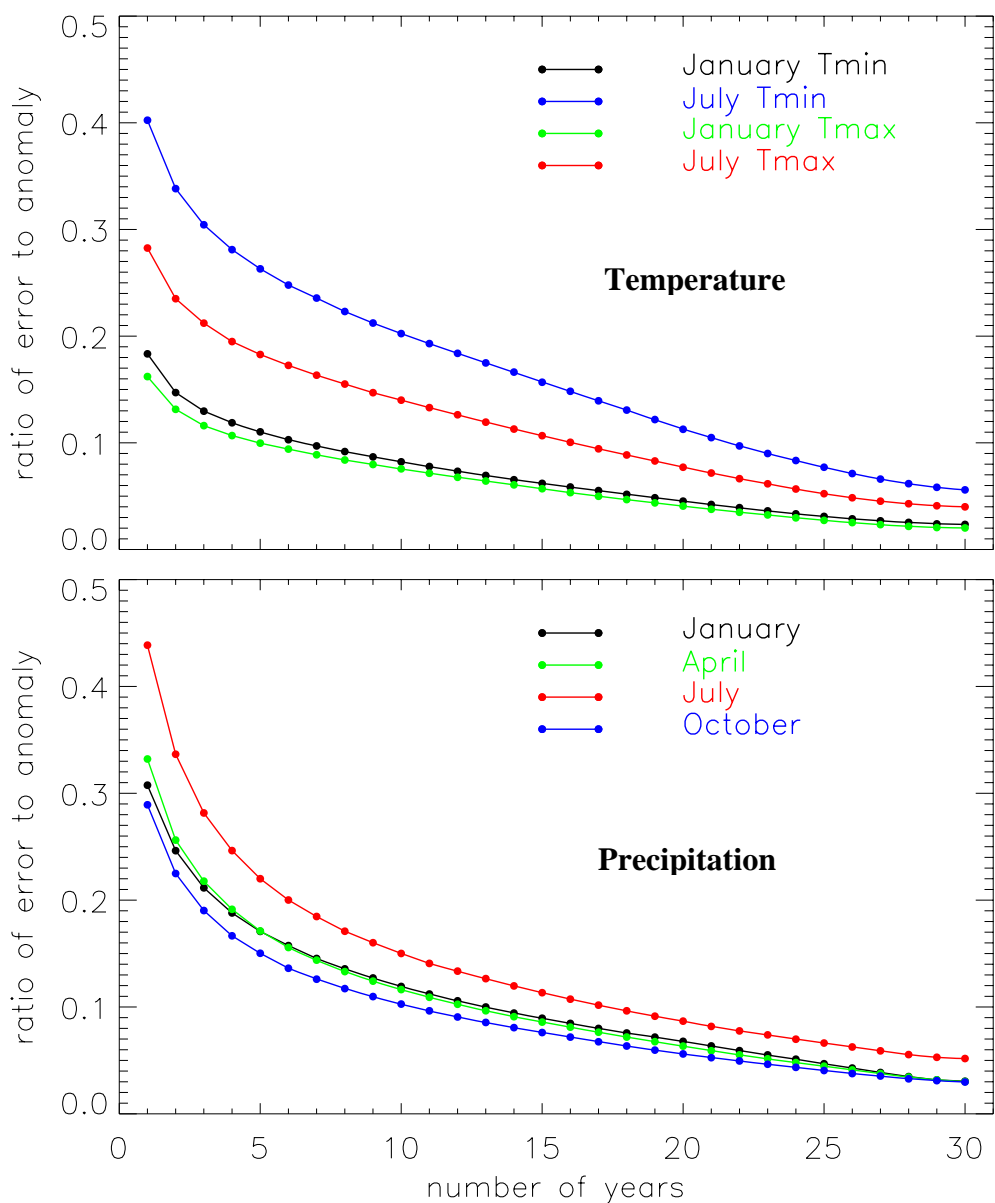 0.5
0.4
0.3
0.2
0.1
0.0
ratio of error to anomaly
January Tmin
July Tmin
January Tmax
July Tmax
Temperature
0.5
0.4
0.3
0.2
0.1
0.0
ratio of error to anomaly
January
April
July
October
Precipitation
0 5 10 15 20 25 30
number of years